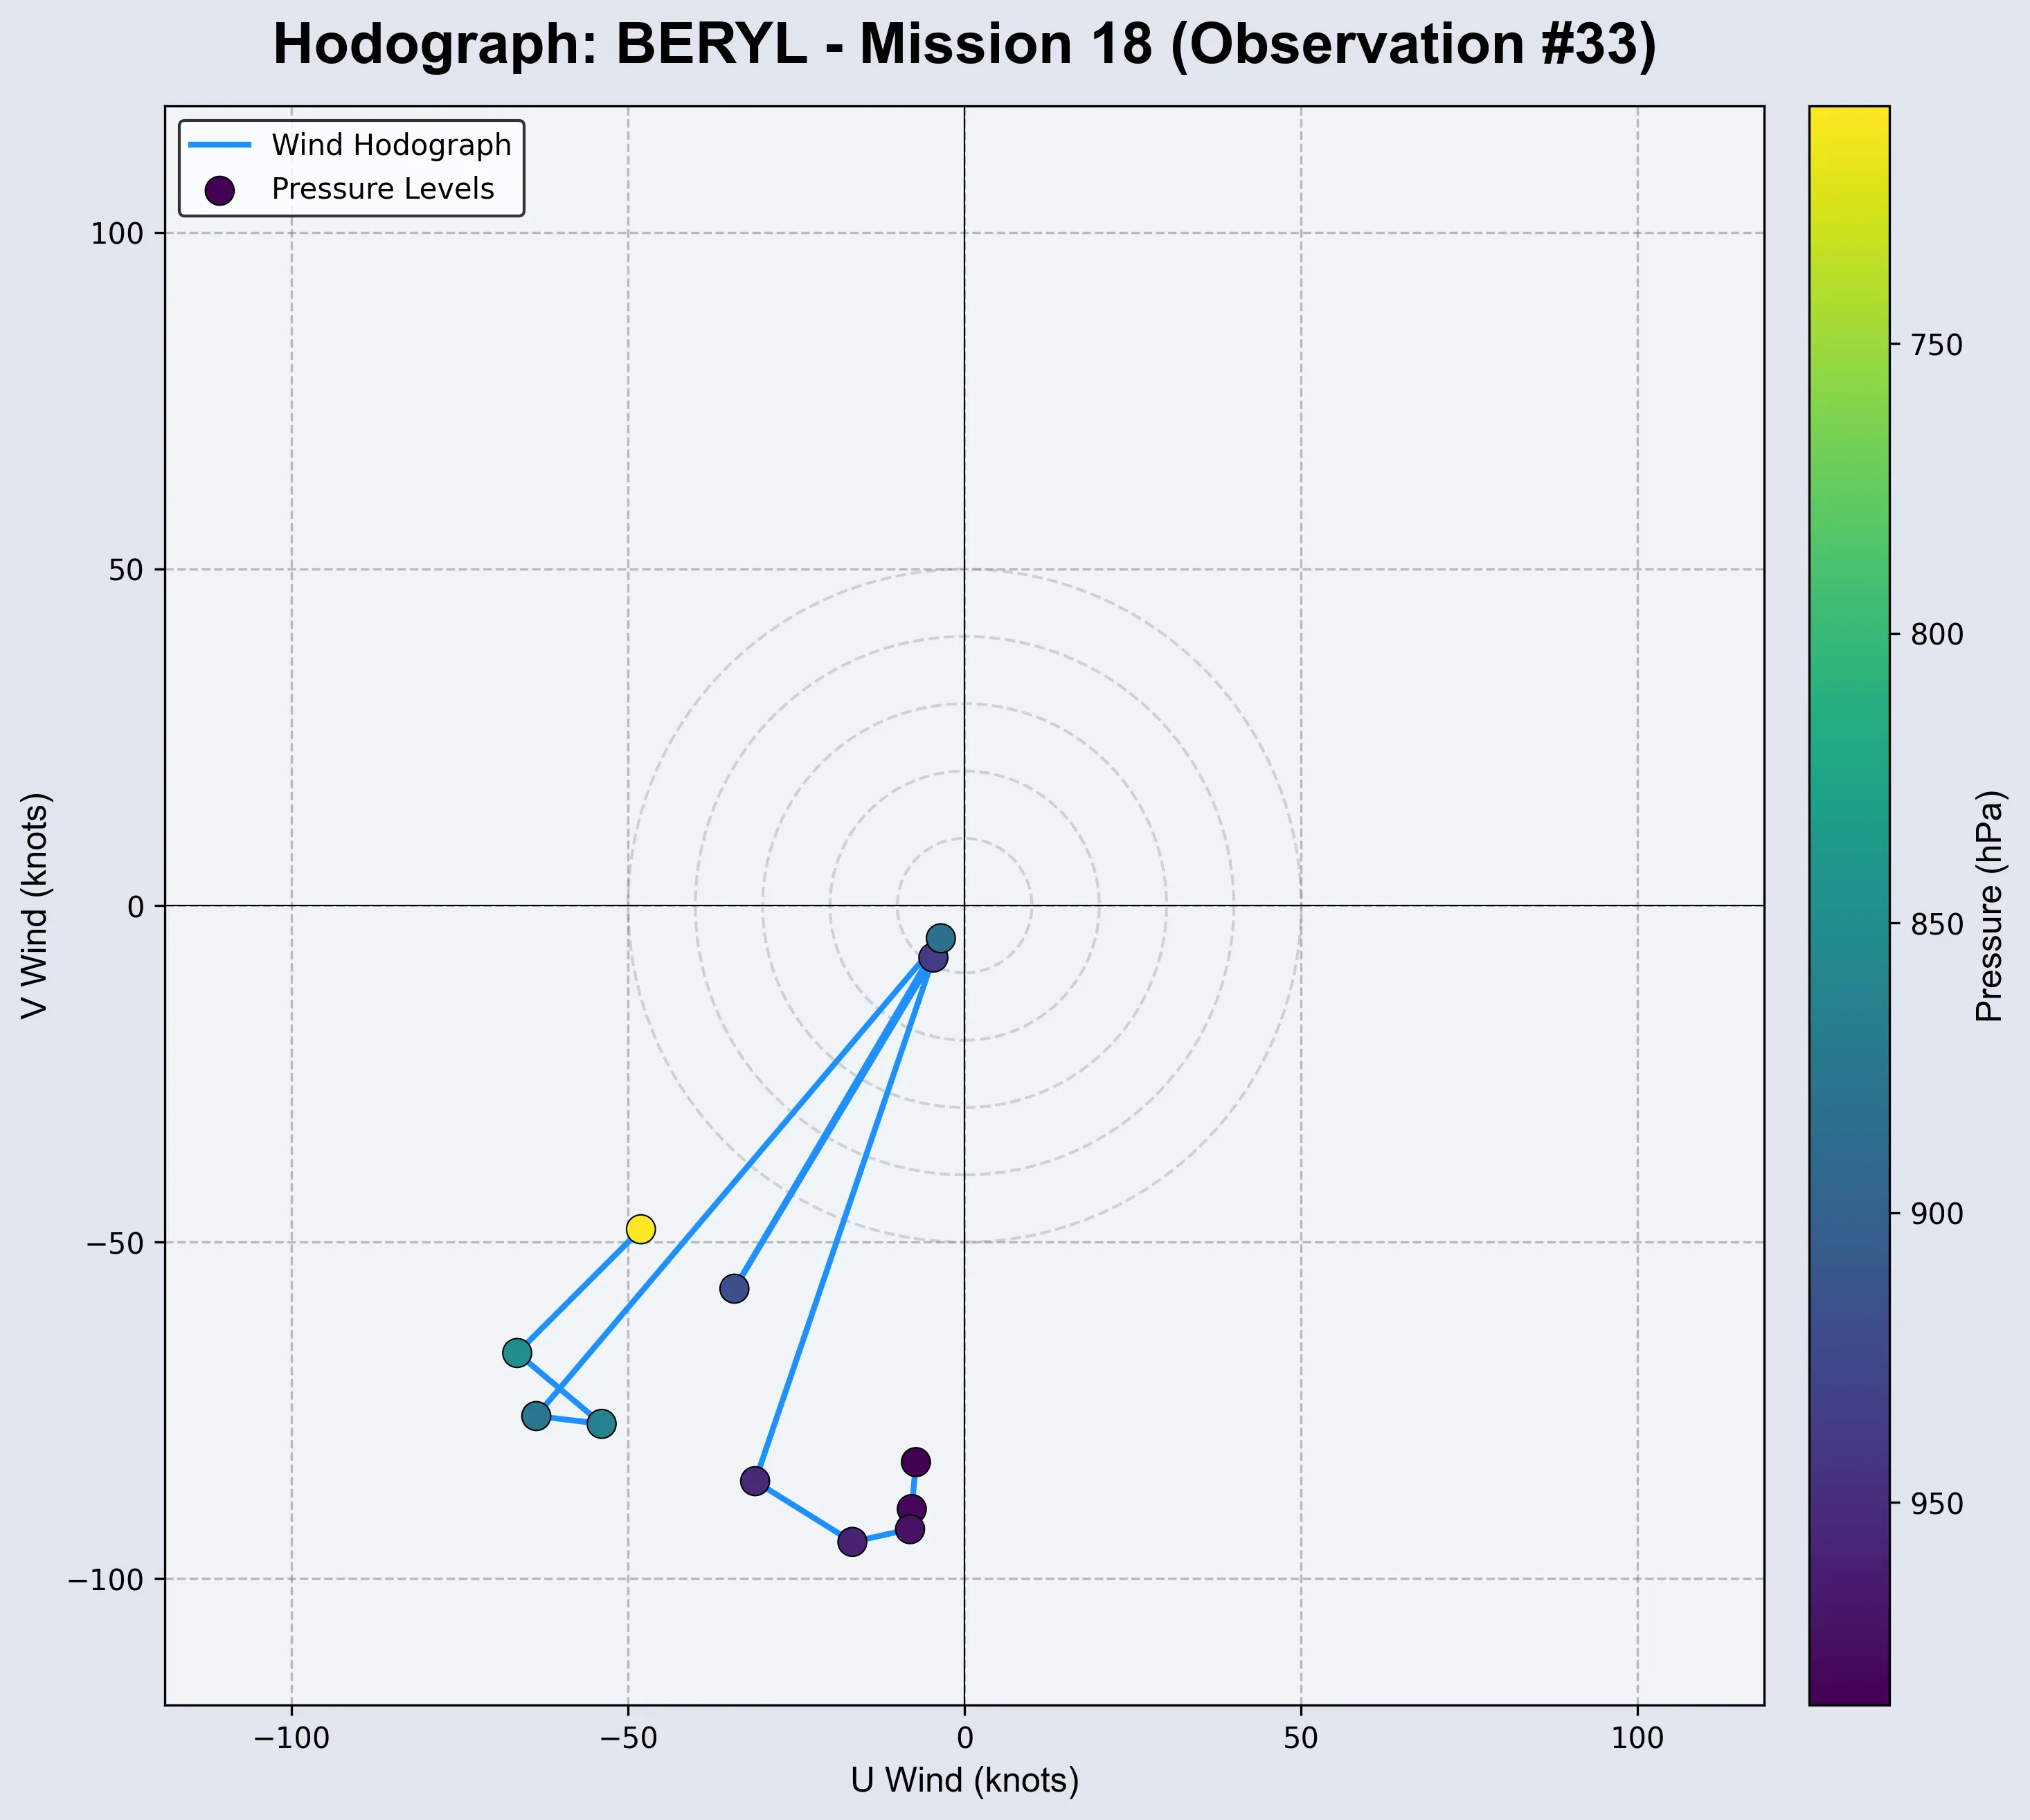 Hodograph: BERYL - Mission 18 (Observation #33)
Wind Hodograph
Pressure Levels
100
50
0
−50
−100
V Wind (knots)
−100
−50
0
50
100
U Wind (knots)
750
800
850
900
950
Pressure (hPa)